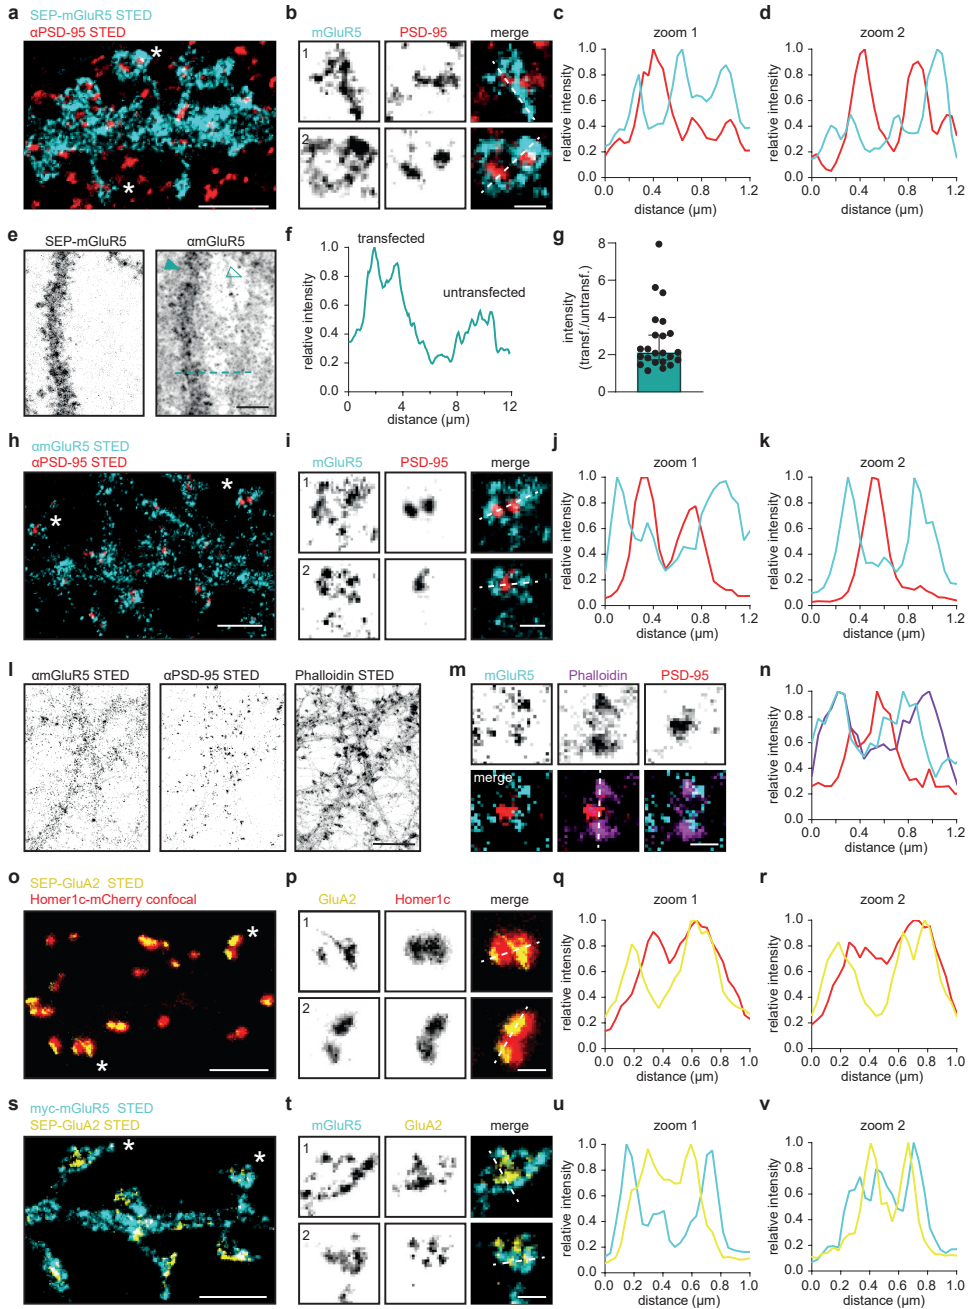 a
SEP-mGluR5 STED
αPSD-95 STED
*
*
b
mGluR5 PSD-95 merge
1
2
c
zoom 1
relative intensity
1.0
0.8
0.6
0.4
0.2
0
0.0 0.4 0.8 1.2
distance (µm)
d
zoom 2
relative intensity
1.0
0.8
0.6
0.4
0.2
0
0.0 0.4 0.8 1.2
distance (µm)
e
SEP-mGluR5 αmGluR5
f
transfected
untransfected
relative intensity
1.0
0.8
0.6
0.4
0.2
0.0
0 4 8 12
distance (µm)
g
intensity
(transf./untransf.)
8
6
4
2
0
h
αmGluR5 STED
αPSD-95 STED
*
*
i
mGluR5 PSD-95 merge
1
2
j
zoom 1
relative intensity
1.0
0.8
0.6
0.4
0.2
0
0.0 0.4 0.8 1.2
distance (µm)
k
zoom 2
relative intensity
1.0
0.8
0.6
0.4
0.2
0
0.0 0.4 0.8 1.2
distance (µm)
l
αmGluR5 STED αPSD-95 STED Phalloidin STED
m
mGluR5 Phalloidin PSD-95
merge
n
relative intensity
1.0
0.8
0.6
0.4
0.2
0
0.0 0.4 0.8 1.2
distance (µm)
o
SEP-GluA2 STED
Homer1c-mCherry confocal
*
*
p
GluA2 Homer1c merge
1
2
q
zoom 1
relative intensity
1.0
0.8
0.6
0.4
0.2
0
0.0 0.2 0.4 0.6 0.8 1.0
distance (µm)
r
zoom 2
relative intensity
1.0
0.8
0.6
0.4
0.2
0
0.0 0.2 0.4 0.6 0.8 1.0
distance (µm)
s
myc-mGluR5 STED
SEP-GluA2 STED
*
*
t
mGluR5 GluA2 merge
1
2
u
zoom 1
relative intensity
1.0
0.8
0.6
0.4
0.2
0
0.0 0.2 0.4 0.6 0.8 1.0
distance (µm)
v
zoom 2
relative intensity
1.0
0.8
0.6
0.4
0.2
0
0.0 0.2 0.4 0.6 0.8 1.0
distance (µm)